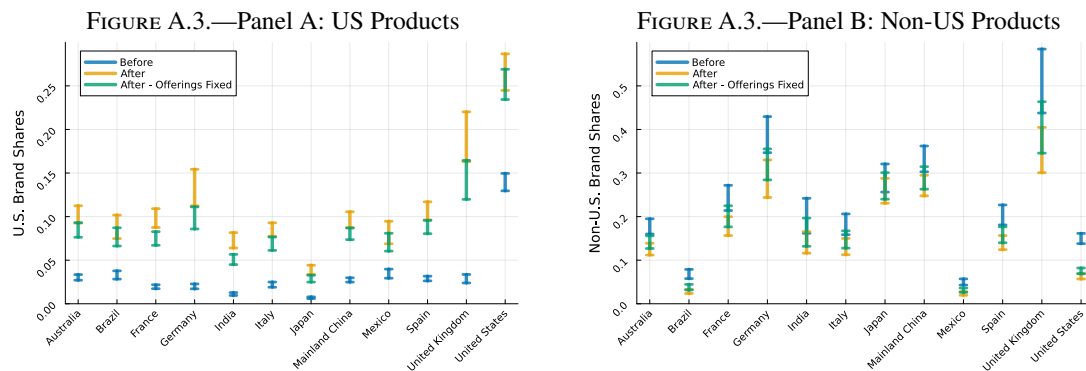 FIGURE A.3.—Panel A: US Products
Before
After
After - Offerings Fixed
U.S. Brand Shares
0.25
0.20
0.15
0.10
0.05
0.00
Australia
Brazil
France
Germany
India
Italy
Japan
Mainland China
Mexico
Spain
United Kingdom
United States
FIGURE A.3.—Panel B: Non-US Products
Before
After
After - Offerings Fixed
Non-U.S. Brand Shares
0.5
0.4
0.3
0.2
0.1
0.0
Australia
Brazil
France
Germany
India
Italy
Japan
Mainland China
Mexico
Spain
United Kingdom
United States